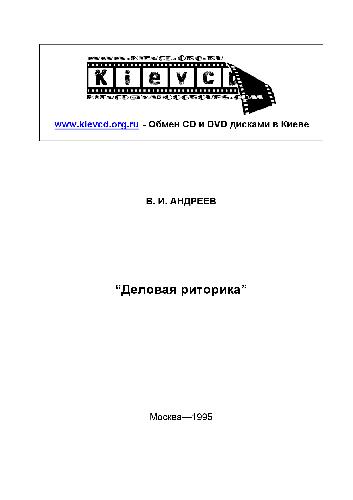 Kievcd
www.kievcd.org.ru - Обмен CD и DVD дисками в Киеве
В. И. АНДРЕЕВ
“Деловая риторика”
Москва—1995